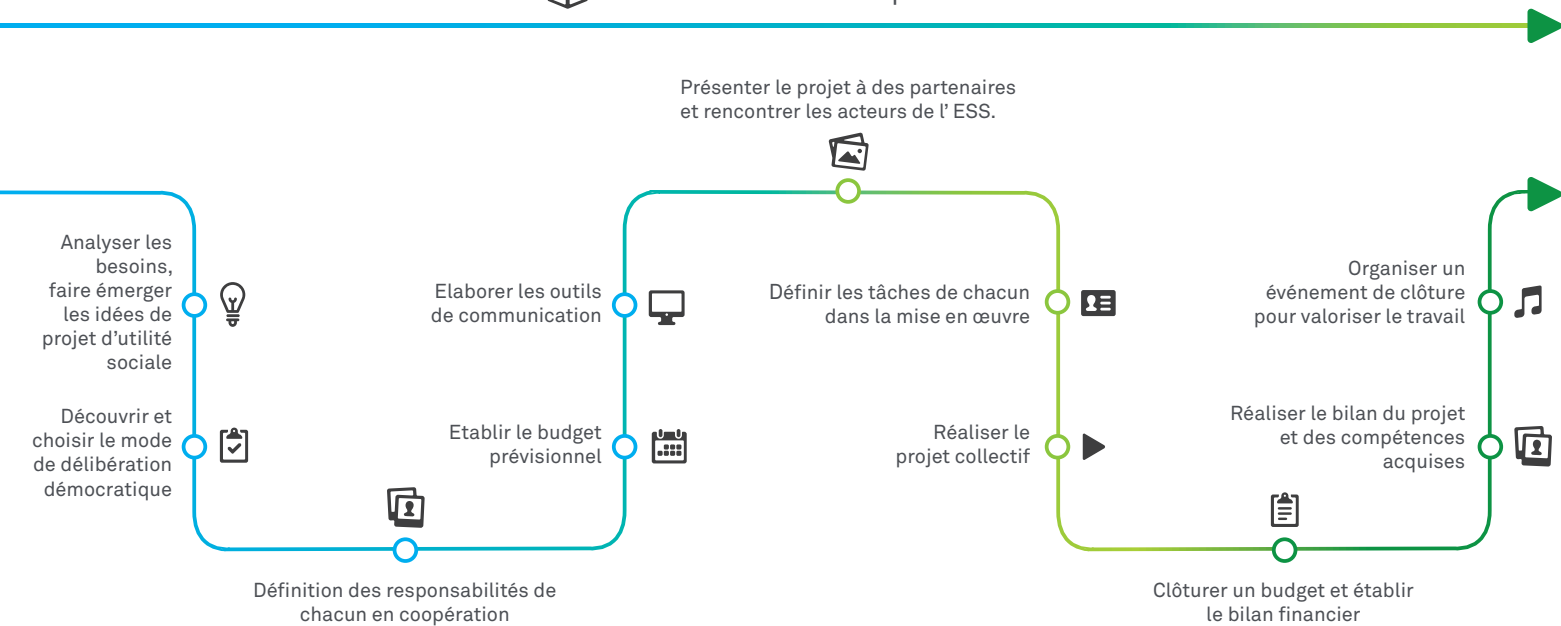 Présenter le projet à des partenaires
et rencontrer les acteurs de l’ ESS.
Analyser les
besoins,
faire émerger
les idées de
projet d’utilité
sociale
Découvrir et
choisir le mode
de délibération
démocratique
Définition des responsabilités de
chacun en coopération
Etablir le budget
prévisionnel
Elaborer les outils
de communication
Définir les tâches de chacun
dans la mise en œuvre
Réaliser le
projet collectif
Clôturer un budget et établir
le bilan financier
Réaliser le bilan du projet
et des compétences
acquises
Organiser un
événement de clôture
pour valoriser le travail